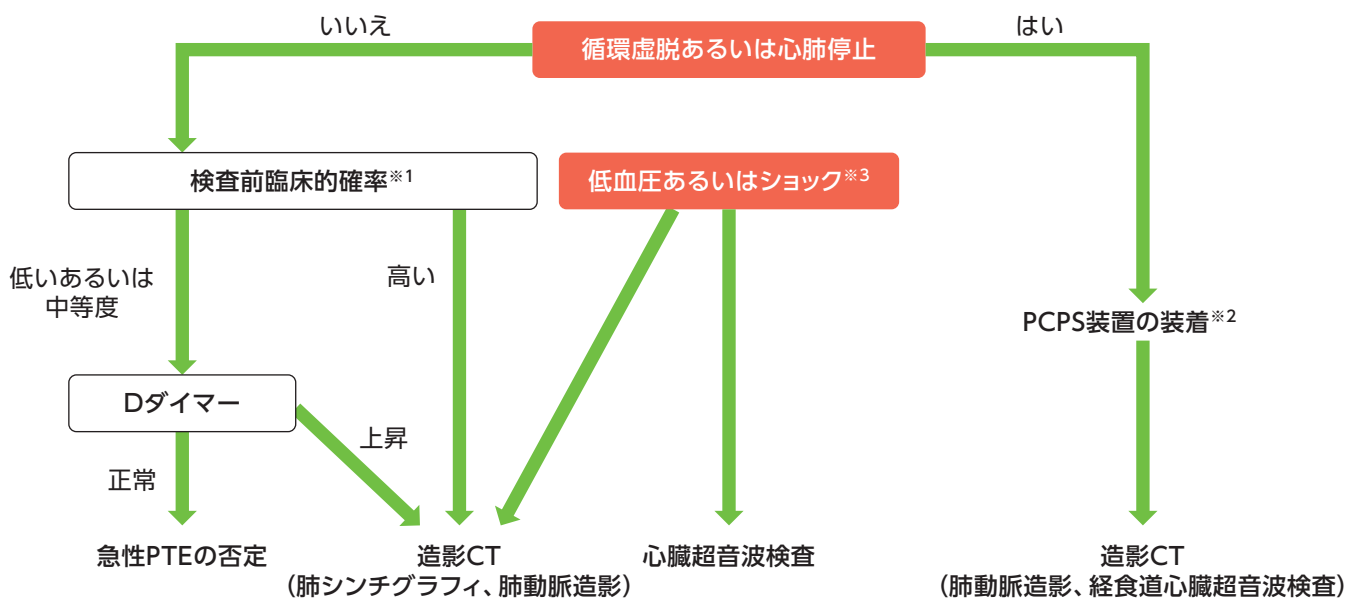 いいえ
循環虚脱あるいは心肺停止
はい
検査前臨床的確率※1
低血圧あるいはショック※3
低いあるいは
中等度
高い
PCPS装置の装着※2
Dダイマー
上昇
正常
急性PTEの否定
造影CT
（肺シンチグラフィ、肺動脈造影）
心臓超音波検査
造影CT
（肺動脈造影、経食道心臓超音波検査）